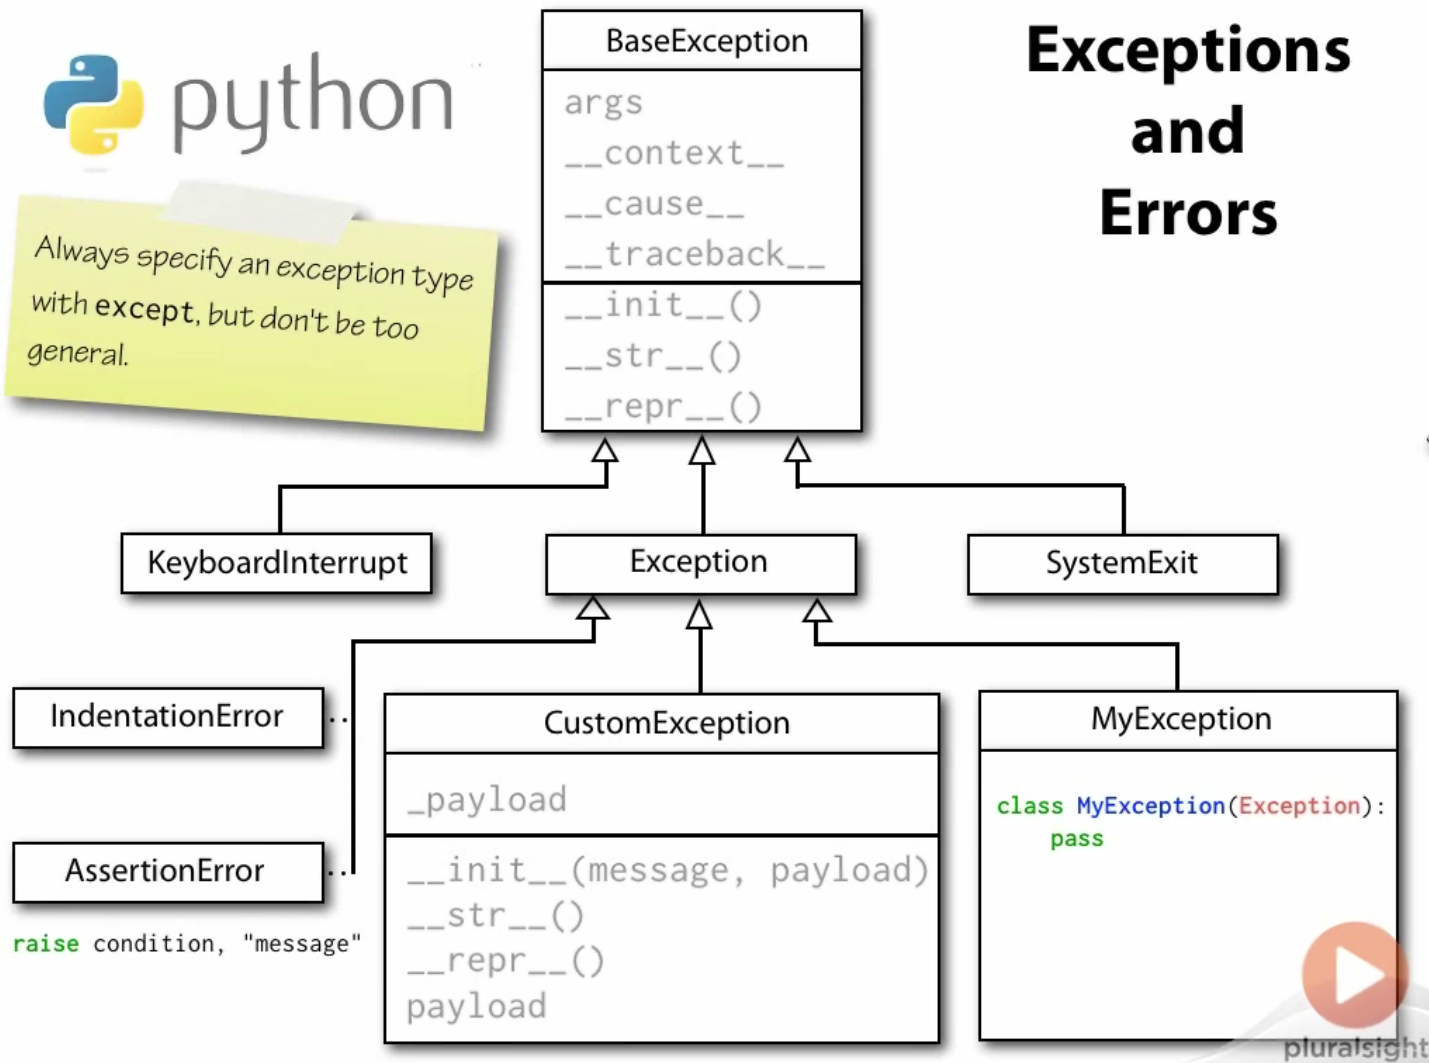 python
Exceptions
and
Errors
Always specify an exception type
with except, but don't be too
general.
BaseException
args
__context__
__cause__
__traceback__
__init__()
__str__()
__repr__()
KeyboardInterrupt
Exception
SystemExit
IndentationError
AssertionError
raise condition, "message"
CustomException
_payload
__init__(message, payload)
__str__()
__repr__()
payload
MyException
class MyException(Exception):
pass
pluralsight